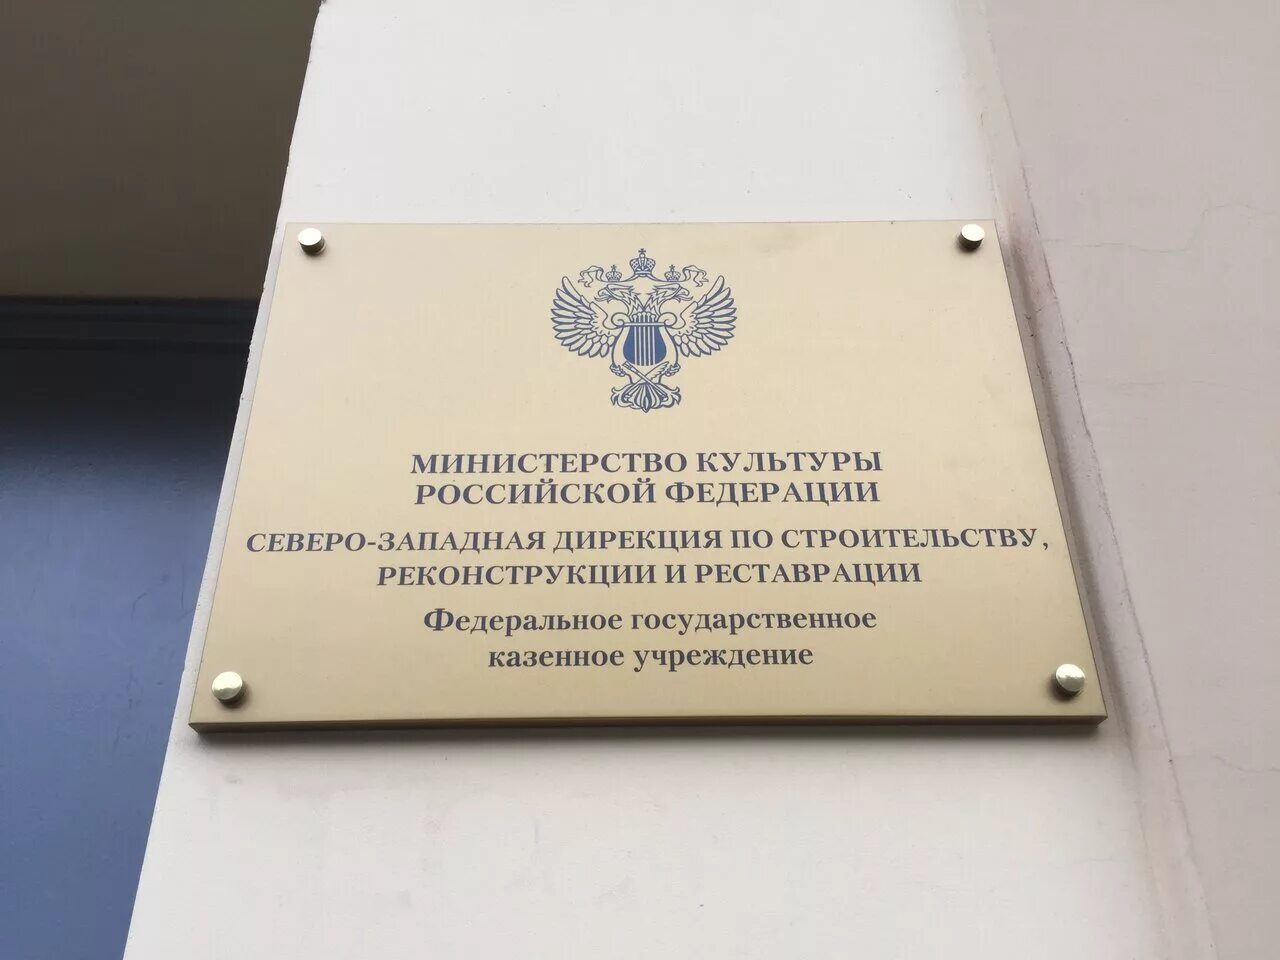 МИНИСТЕРСТВО КУЛЬТУРЫ
РОССИЙСКОЙ ФЕДЕРАЦИИ
СЕВЕРО-ЗАПАДНАЯ ДИРЕКЦИЯ ПО СТРОИТЕЛЬСТВУ,
РЕКОНСТРУКЦИИ И РЕСТАВРАЦИИ
Федеральное государственное
казенное учреждение